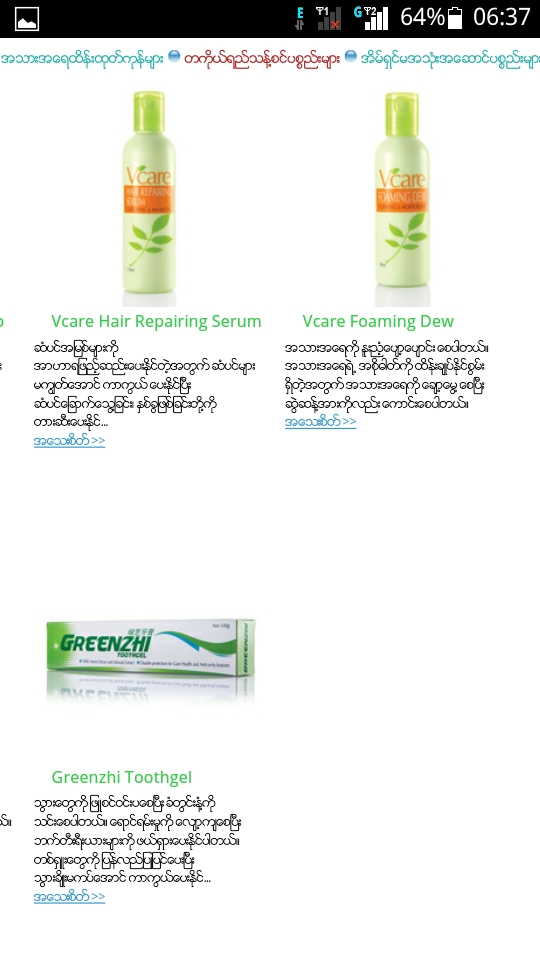 64% 06:37
အသားအရေထိန်းထုတ်ကုန်များ တကိုယ်ရည်သန့်စင်ပစ္စည်းများ အိမ်ရှင်မအသုံးအဆောင်ပစ္စည်းများ
Vcare
HAIR REPAIRING
SERUM
Vcare
FOAMING DEW
Vcare Hair Repairing Serum
ဆံပင်အမြစ်များကို
အာဟာရဖြည့်ဆည်းပေးနိုင်တဲ့အတွက် ဆံပင်များ
မကျွတ်အောင် ကာကွယ် ပေးနိုင်ပြီး
ဆံပင်ခြောက်သွေ့ခြင်း၊ နှစ်ခွဖြစ်ခြင်းတို့ကို
တားဆီးပေးနိုင်...
အသေးစိတ် >>
Vcare Foaming Dew
အသားအရေကို နူးညံ့ပျော့ပျောင်း စေပါတယ်။
အသားအရေရဲ့ အစိုဓါတ်ကို ထိန်းချုပ်နိုင်စွမ်း
ရှိတဲ့အတွက် အသားအရေကို ချောမွေ့ စေပြီး
ဆွဲဆန့်အားကိုလည်း ကောင်းစေပါတယ်။
အသေးစိတ် >>
GREENZHI
TOOTHGEL
Greenzhi Toothgel
သွားတွေကို ဖြူစင်ဝင်းပစေပြီး ခံတွင်းနံ့ကို
သင်းစေပါတယ်။ ရောင်ရမ်းမှုကို လျော့ကျစေပြီး
ဘက်တီးရီးယားများကို ဖယ်ရှားပေးနိုင်ပါတယ်။
တစ်ရှူးတွေကို ပြန်လည်ပြုပြင်ပေးပြီး
သွားချိုးမကပ်အောင် ကာကွယ်ပေးနိုင်...
အသေးစိတ် >>